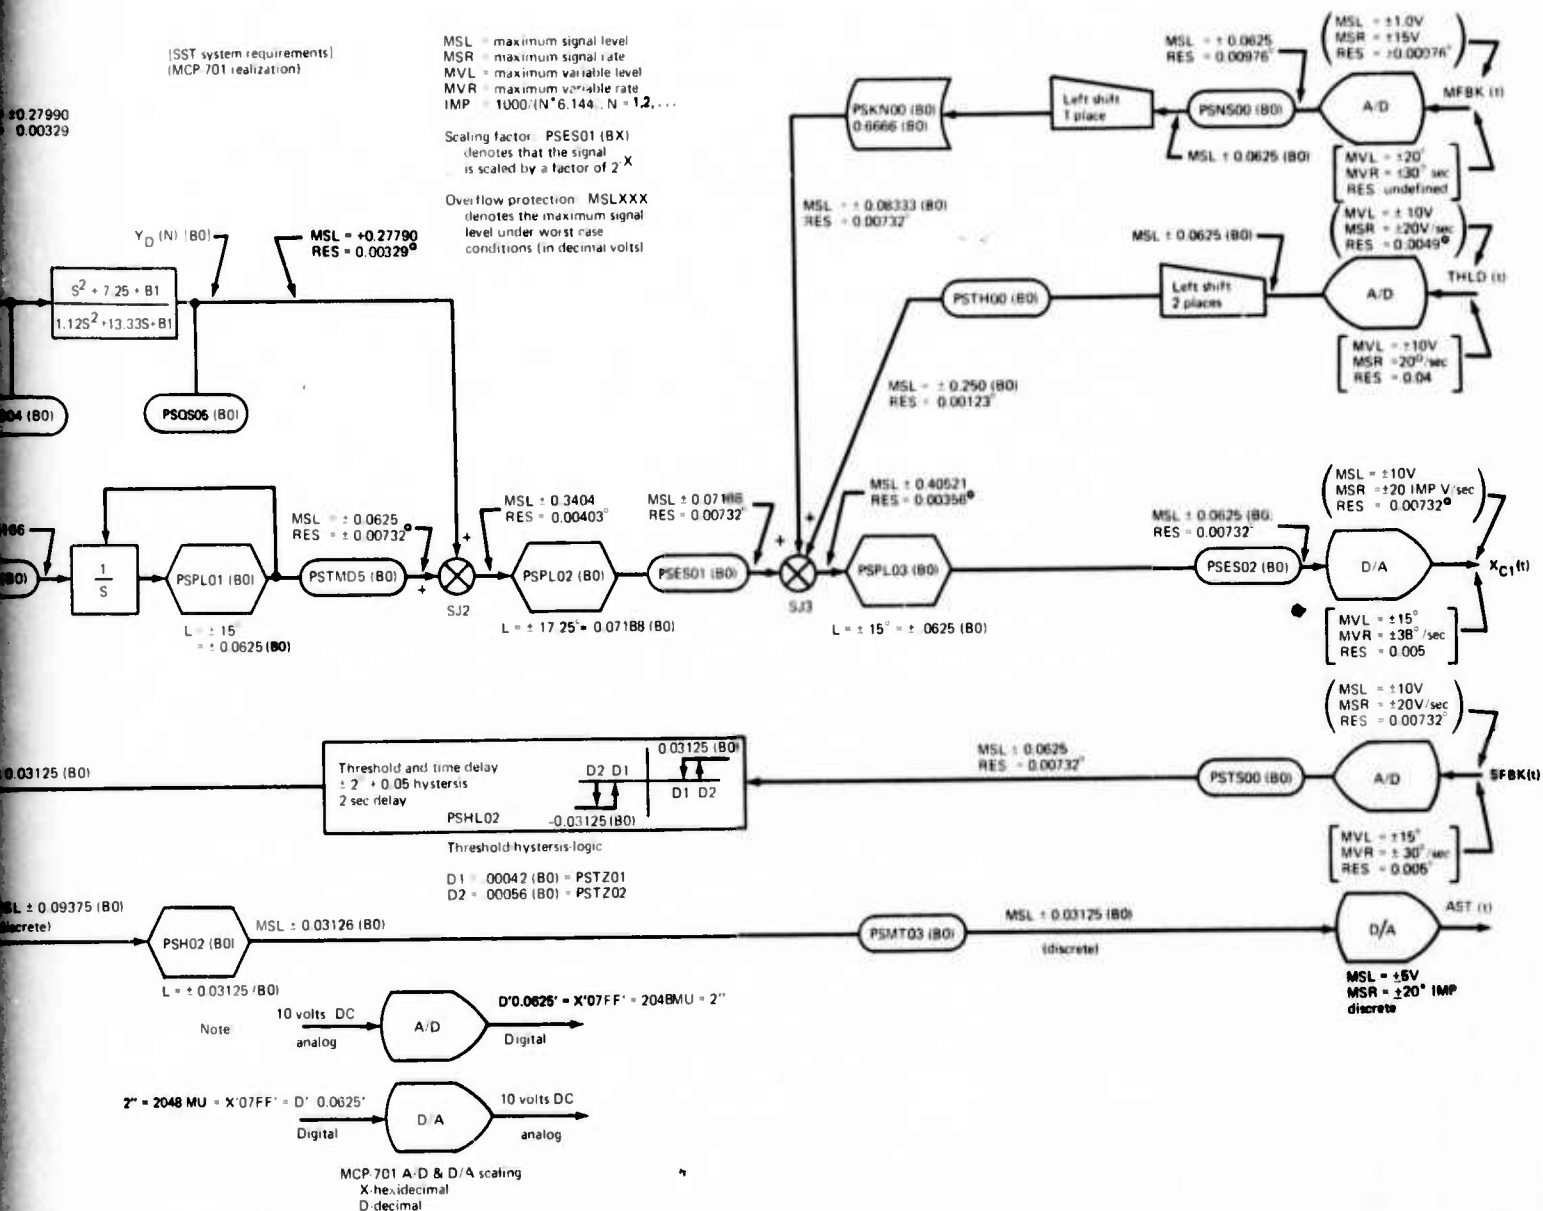 [SST system requirements]
(MCP 701 realization)
MSL = maximum signal level
MSR = maximum signal rate
MVL = maximum variable level
MVR = maximum variable rate
IMP = 1000/(N*6.144, N = 1,2,...
Scaling factor PSES01 (BX)
denotes that the signal
is scaled by a factor of 2-X
Overflow protection MSLXXX
denotes the maximum signal
level under worst case
conditions (in decimal volts)
±0.27990
0.00329
YD (N) (B0)
MSL = +0.27790
RES = 0.00329°
S² + 7.25 + B1
1.12S² +13.33S+B1
S04 (B0)
PSQS05 (B0)
MSL = ± 0.0625
RES = 0.00976°
(MSL = ±1.0V
MSR = ±15V
RES = ±0.00976°)
MFBK (t)
A/D
PSNS00 (B0)
Left shift
1 place
PSKN00 (B0)
0.6666 (B0)
MSL ± 0.0625 (B0)
[MVL = ±20°
MVR = ±30° sec
RES undefined]
MSL = ± 0.08333 (B0)
RES = 0.00732°
MSL ± 0.0625 (B0)
(MVL = ± 10V
MSR = ±20V/sec
RES = 0.0049°)
THLD (t)
A/D
Left shift
2 places
PSTH00 (B0)
[MVL = ±10V
MSR =20°/sec
RES = 0.04]
MSL = ± 0.250 (B0)
RES = 0.00123°
(B0)
1
S
PSPL01 (B0)
L = ± 15°
= ± 0.0625 (B0)
MSL = ± 0.0625
RES = ± 0.00732°
PSTMD5 (B0)
+
+
SJ2
MSL ± 0.3404
RES = 0.00403°
PSPL02 (B0)
L = ± 17.25° = 0.07188 (B0)
MSL ± 0.07188
RES = 0.00732°
PSES01 (B0)
+
+
SJ3
MSL ± 0.40521
RES = 0.00356°
PSPL03 (B0)
L = ± 15° = ± .0625 (B0)
MSL ± 0.0625 (B0)
RES = 0.00732°
PSES02 (B0)
D/A
(MSL = ±10V
MSR = ±20 IMP V/sec
RES = 0.00732°)
XC1(t)
[MVL = ±15°
MVR = ±38°/sec
RES = 0.005]
0.03125 (B0)
Threshold and time delay
± 2° + 0.05 hystersis
2 sec delay
PSHL02
D2 D1
0.03125 (B0)
D1 D2
-0.03125 (B0)
Threshold hystersis logic
D1 = .00042 (B0) = PSTZ01
D2 = .00056 (B0) = PSTZ02
MSL ± 0.0625
RES = 0.00732°
PSTS00 (B0)
A/D
(MSL = ±10V
MSR = ±20V/sec
RES = 0.00732°)
SFBK(t)
[MVL = ±15°
MVR = ± 30°/sec
RES = 0.005°]
SL ± 0.09375 (B0)
PSH02 (B0)
L = ± 0.03125 (B0)
MSL ± 0.03126 (B0)
PSMT03 (B0)
MSL ± 0.03125 (B0)
(discrete)
D/A
AST (t)
MSL = ±5V
MSR = ±20° IMP
discrete
Note
10 volts DC
analog
A/D
D'0.0625' = X'07FF' = 2048MU = 2"
Digital
2" = 2048 MU = X'07FF' = D' 0.0625'
Digital
D/A
10 volts DC
analog
MCP-701 A-D & D/A scaling
X-hexidecimal
D-decimal